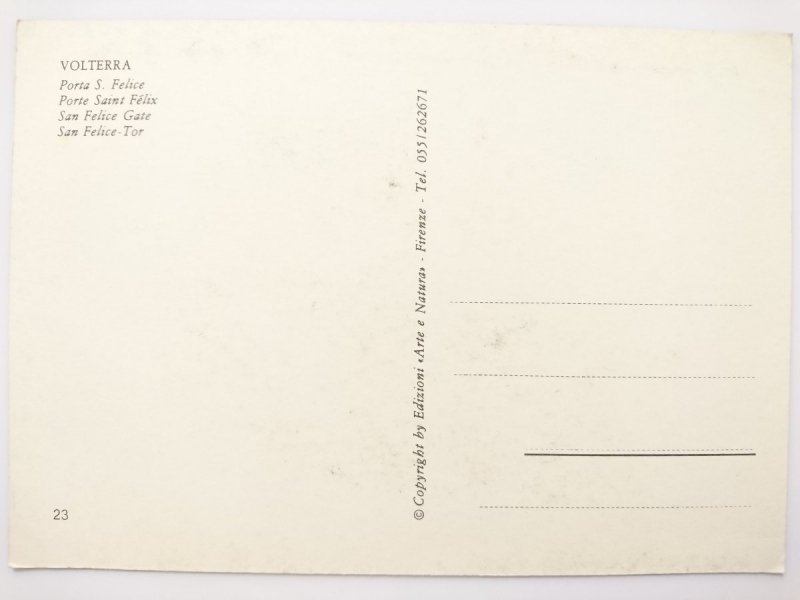 VOLTERRA
Porta S. Felice
Porte Saint Félix
San Felice Gate
San Felice-Tor
© Copyright by Edizioni «Arte e Natura» - Firenze - Tel. 055/262671
23